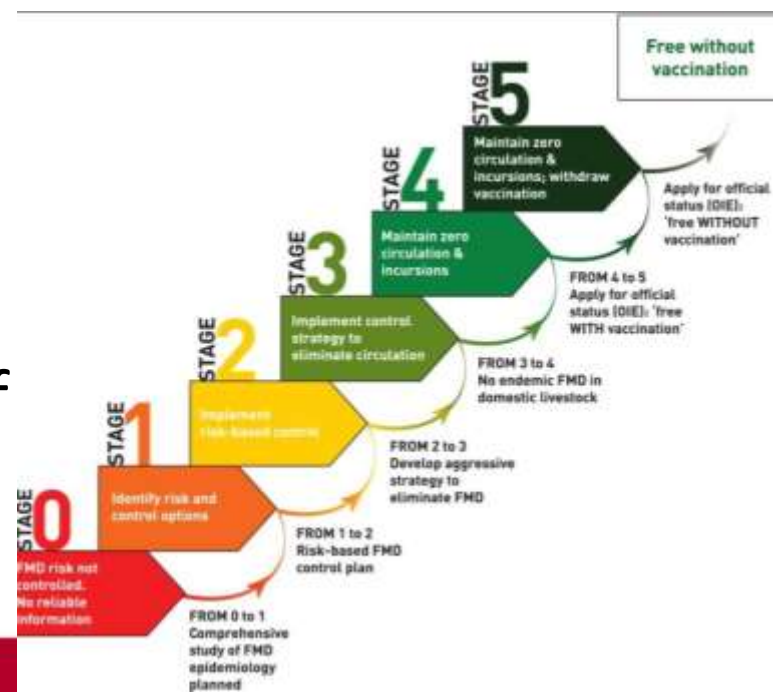 Free without
vaccination
STAGE 5
Maintain zero
circulation &
incursions; withdraw
vaccination
Apply for official
status (OIE):
'free WITHOUT
vaccination'
STAGE 4
Maintain zero
circulation &
incursions
FROM 4 to 5
Apply for official
status (OIE): 'free
WITH vaccination'
STAGE 3
Implement control
strategy to
eliminate circulation
FROM 3 to 4
No endemic FMD in
domestic livestock
STAGE 2
Implement
risk-based control
FROM 2 to 3
Develop aggressive
strategy to
eliminate FMD
STAGE 1
Identify risk and
control options
FROM 1 to 2
Risk-based FMD
control plan
STAGE 0
FMD risk not
controlled.
No reliable
information
FROM 0 to 1
Comprehensive
study of FMD
epidemiology
planned